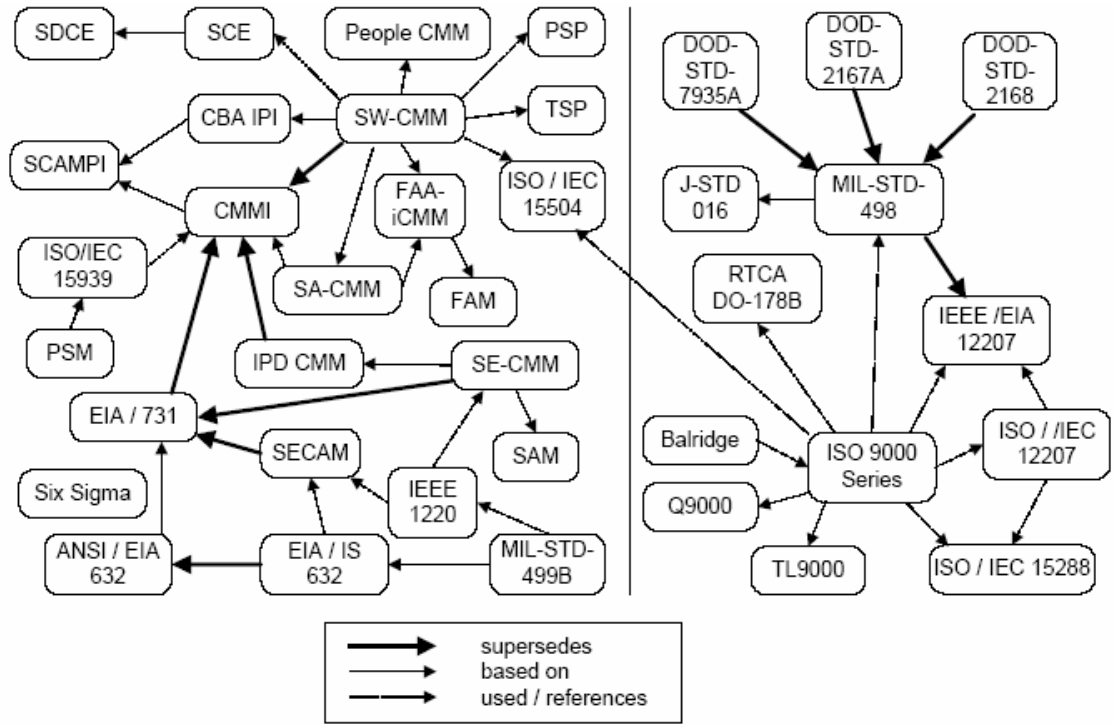 SDCE
SCE
People CMM
PSP
CBA IPI
SW-CMM
TSP
SCAMPI
CMMI
FAA-
iCMM
ISO / IEC
15504
ISO/IEC
15939
SA-CMM
FAM
PSM
IPD CMM
SE-CMM
EIA / 731
SECAM
SAM
Six Sigma
IEEE
1220
ANSI / EIA
632
EIA / IS
632
MIL-STD-
499B
DOD-
STD-
7935A
DOD-
STD-
2167A
DOD-
STD-
2168
J-STD
016
MIL-STD-
498
RTCA
DO-178B
IEEE /EIA
12207
Balridge
ISO 9000
Series
ISO / /IEC
12207
Q9000
TL9000
ISO / IEC 15288
supersedes
based on
used / references